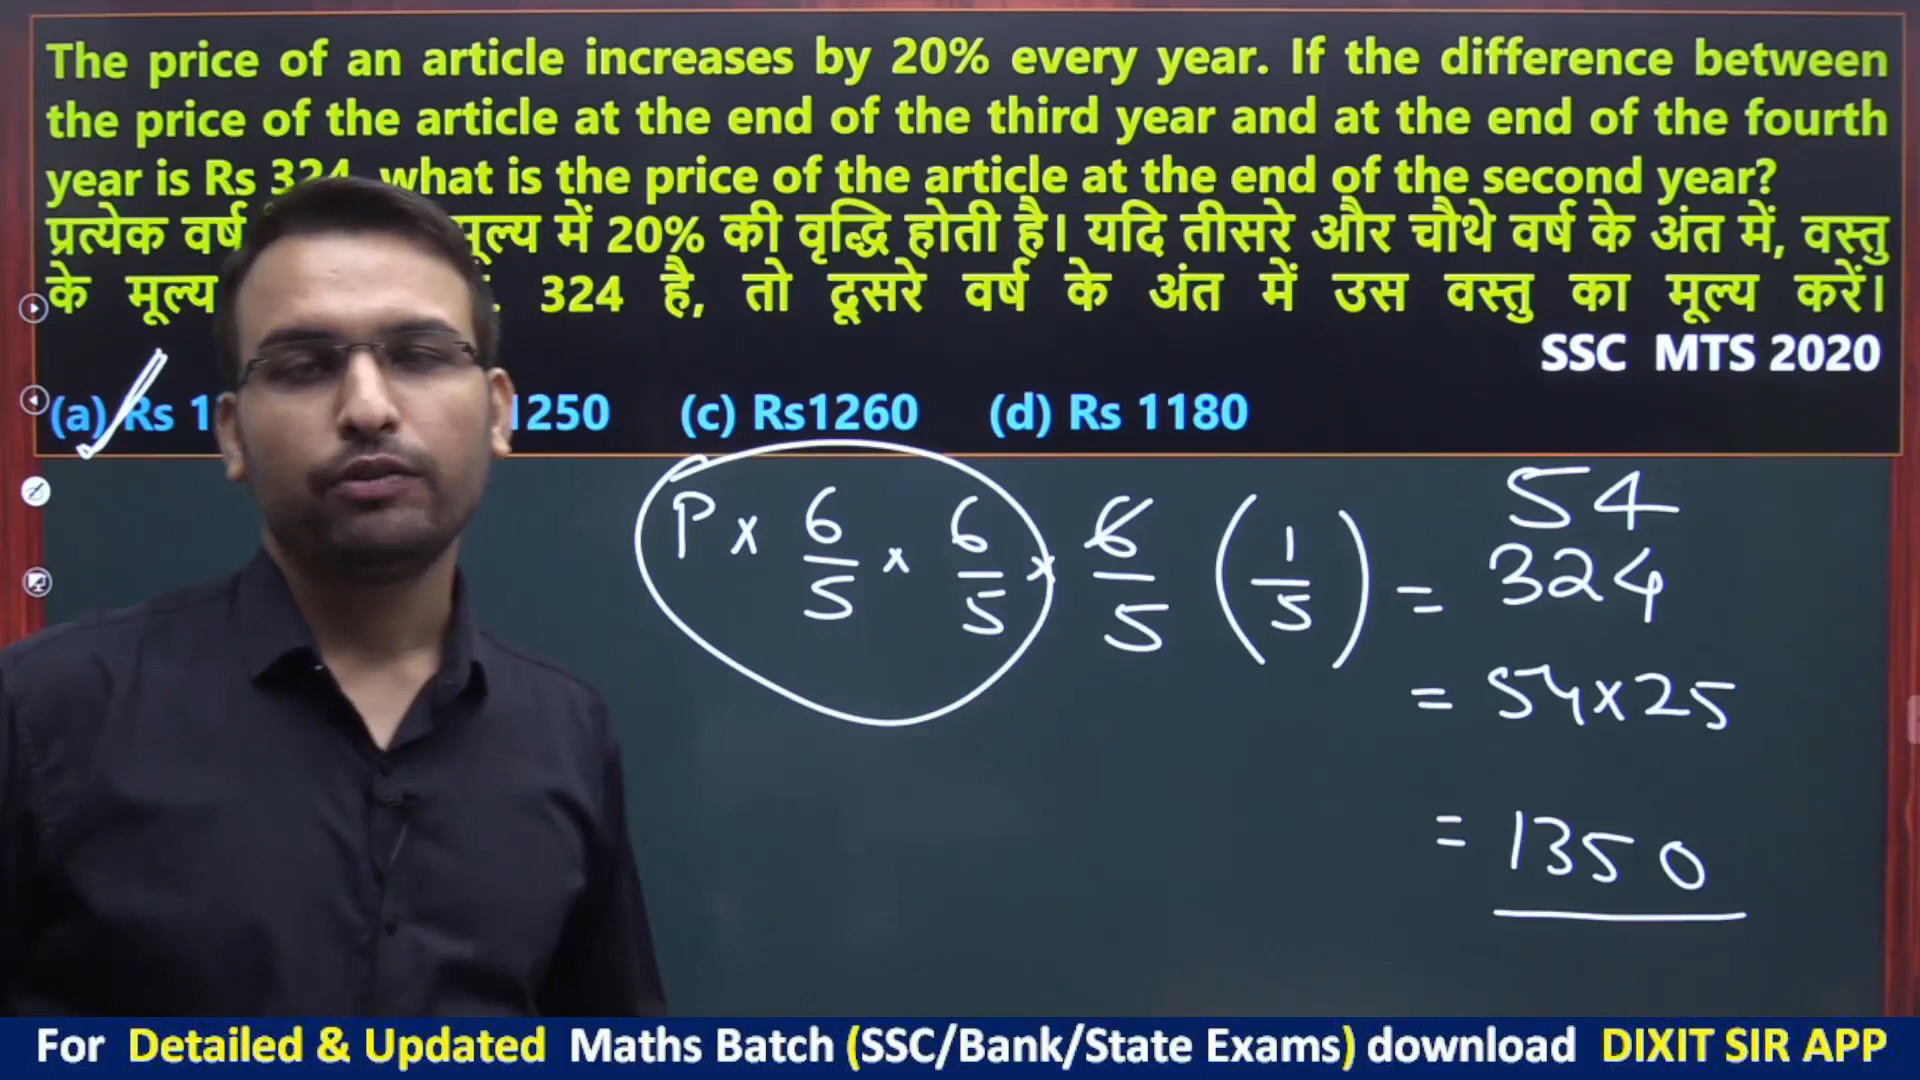 The price of an article increases by 20% every year. If the difference between
the price of the article at the end of the third year and at the end of the fourth
year is Rs 324, what is the price of the article at the end of the second year?
प्रत्येक वर्ष मूल्य में 20% की वृद्धि होती है। यदि तीसरे और चौथे वर्ष के अंत में, वस्तु
के मूल्य 324 है, तो दूसरे वर्ष के अंत में उस वस्तु का मूल्य करें।
SSC MTS 2020
(a) Rs 1 1250 (c) Rs1260 (d) Rs 1180
P × 6/5 × 6/5 × 6/5 (1/5) = 324
54
= 54×25
= 1350
For Detailed & Updated Maths Batch (SSC/Bank/State Exams) download DIXIT SIR APP